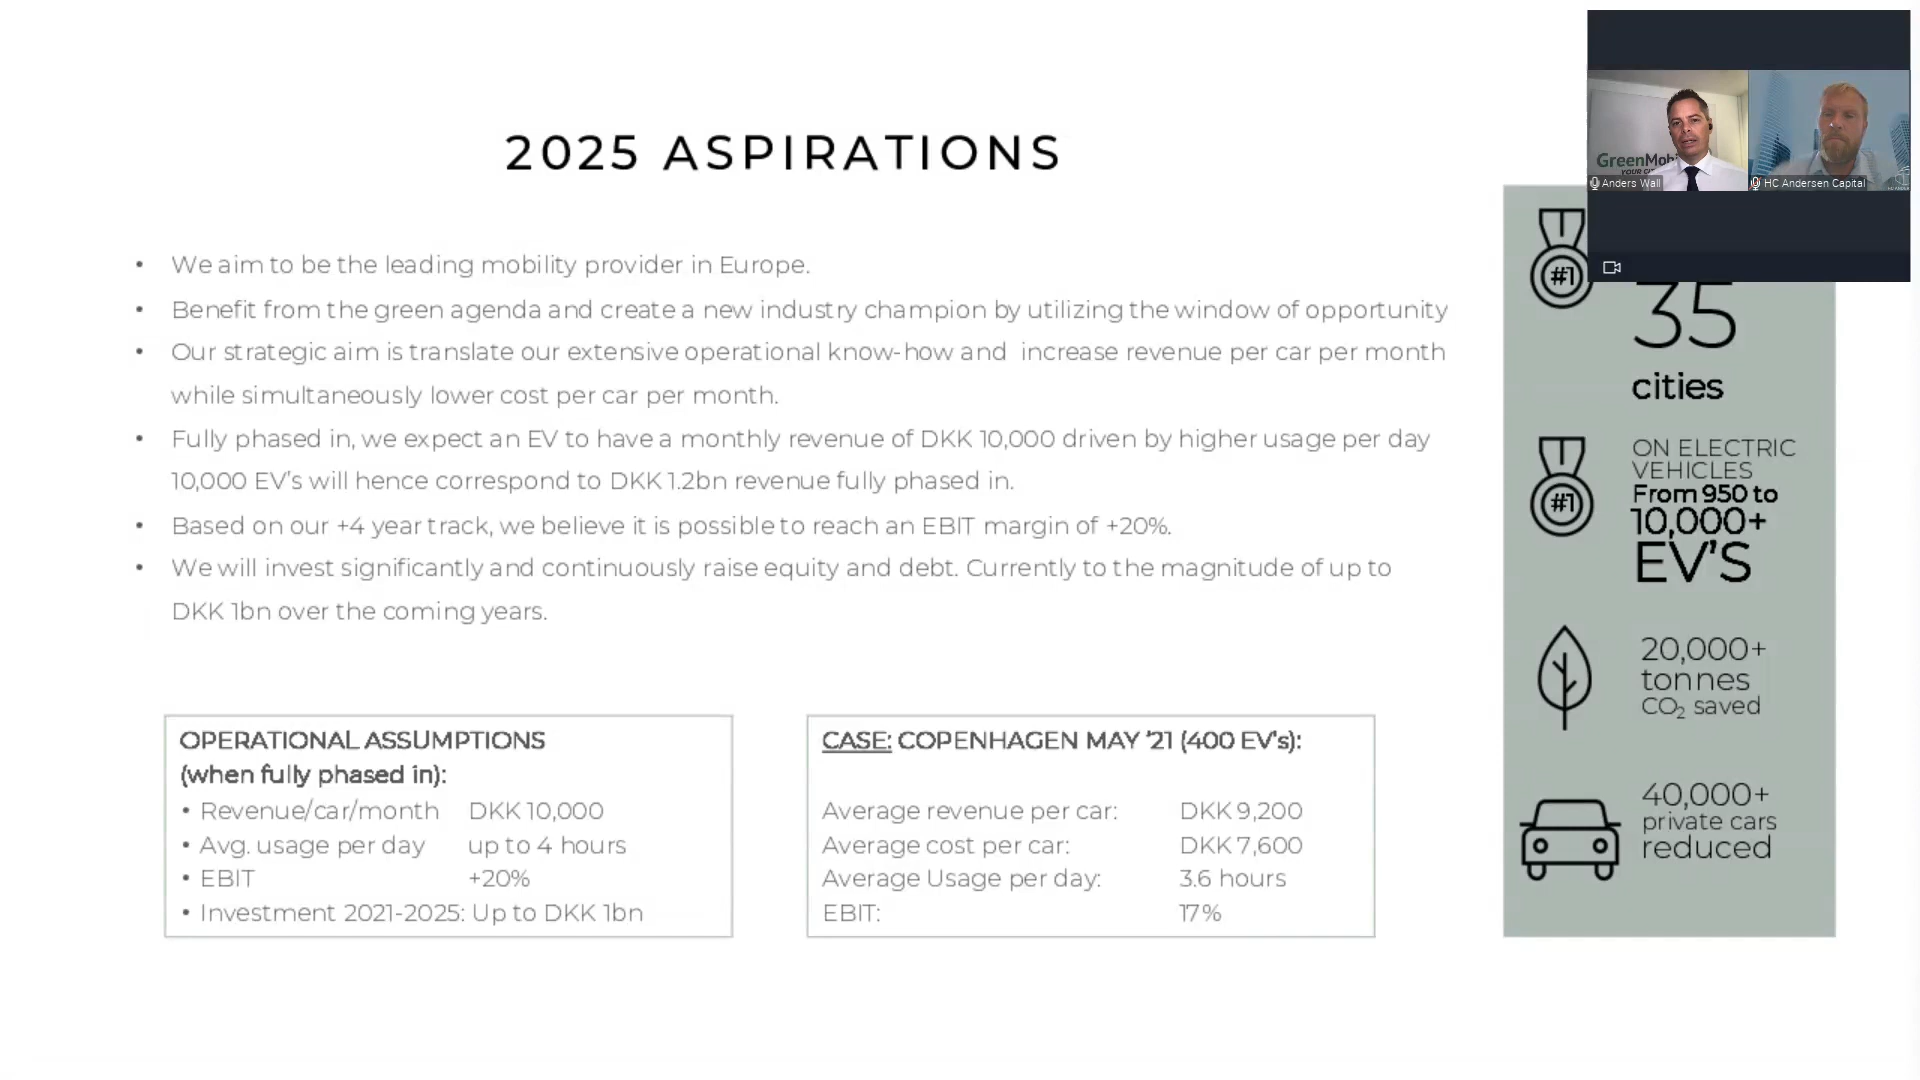 2025 ASPIRATIONS
• We aim to be the leading mobility provider in Europe.
• Benefit from the green agenda and create a new industry champion by utilizing the window of opportunity
• Our strategic aim is translate our extensive operational know-how and increase revenue per car per month
while simultaneously lower cost per car per month.
• Fully phased in, we expect an EV to have a monthly revenue of DKK 10,000 driven by higher usage per day
10,000 EV's will hence correspond to DKK 1.2bn revenue fully phased in.
• Based on our +4 year track, we believe it is possible to reach an EBIT margin of +20%.
• We will invest significantly and continuously raise equity and debt. Currently to the magnitude of up to
DKK 1bn over the coming years.
OPERATIONAL ASSUMPTIONS
(when fully phased in):
• Revenue/car/month DKK 10,000
• Avg. usage per day up to 4 hours
• EBIT +20%
• Investment 2021-2025: Up to DKK 1bn
CASE: COPENHAGEN MAY '21 (400 EV's):
Average revenue per car: DKK 9,200
Average cost per car: DKK 7,600
Average Usage per day: 3.6 hours
EBIT: 17%
#1
35
cities
#1
ON ELECTRIC
VEHICLES
From 950 to
10,000+
EV'S
20,000+
tonnes
CO₂ saved
40,000+
private cars
reduced
GreenMobi
YOUR
Anders Wall
HC Andersen Capital